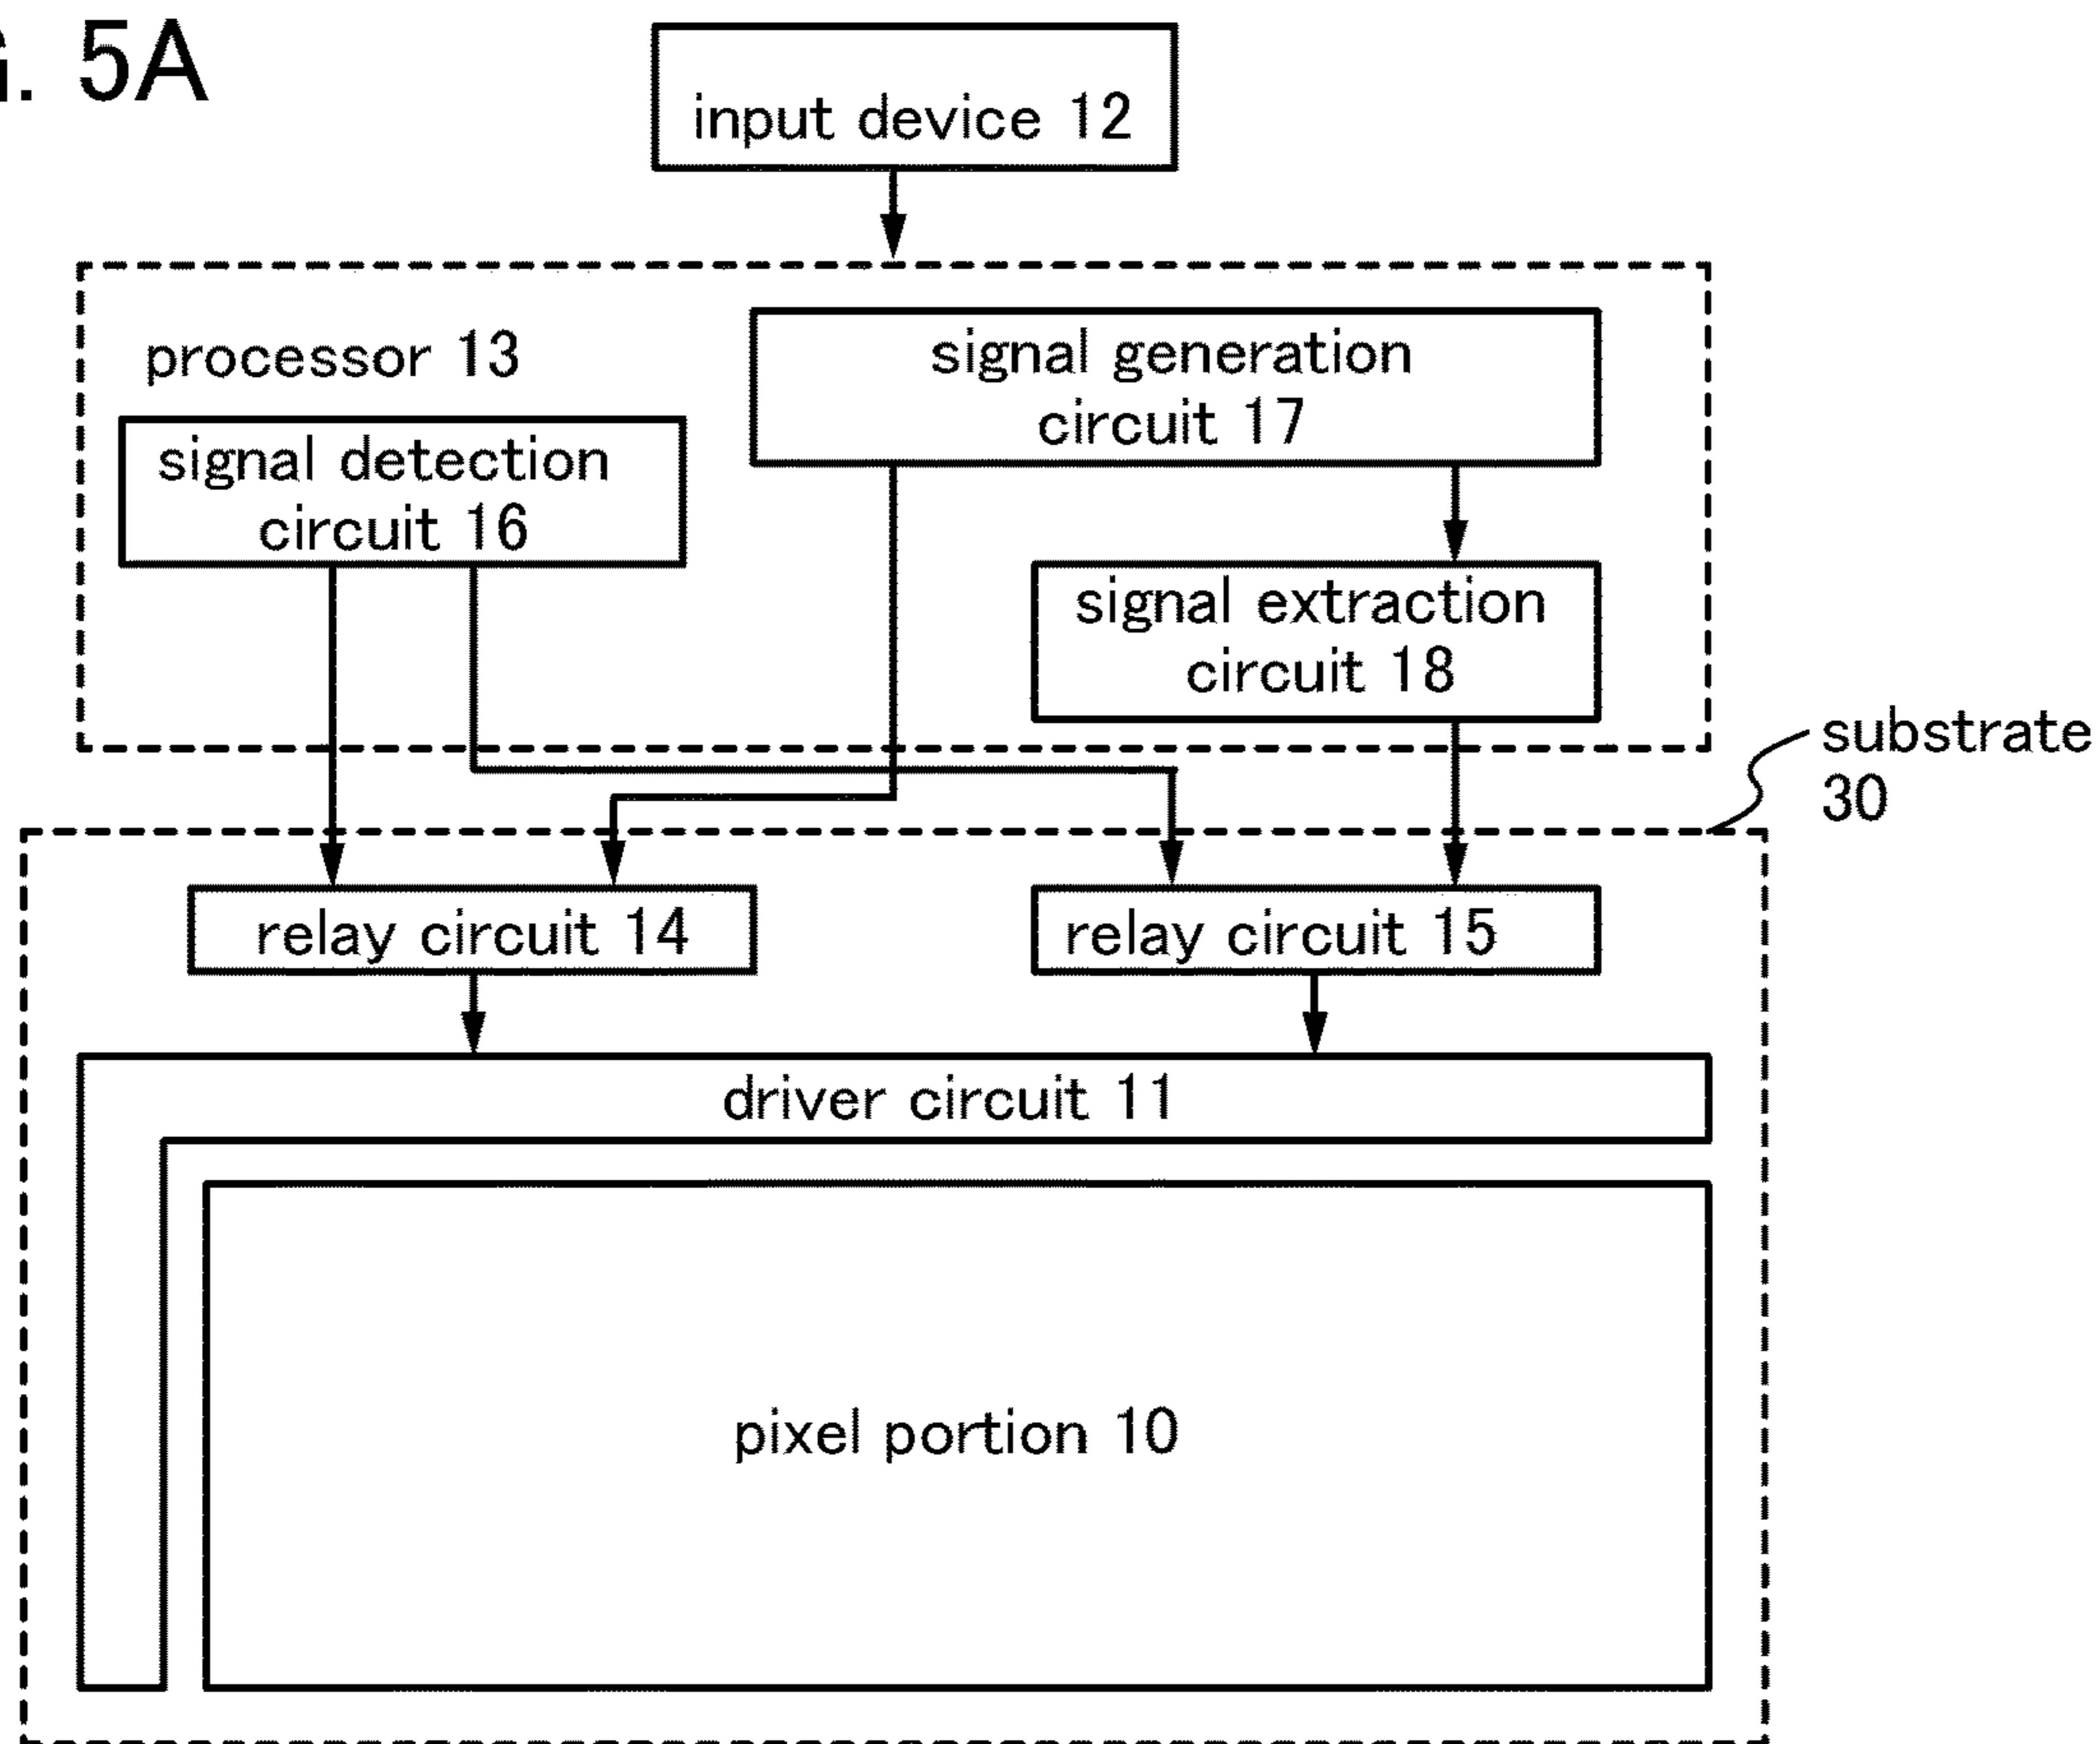 5A
input device 12
processor 13
signal generation
circuit 17
signal detection
circuit 16
signal extraction
circuit 18
substrate
30
relay circuit 14
relay circuit 15
driver circuit 11
pixel portion 10